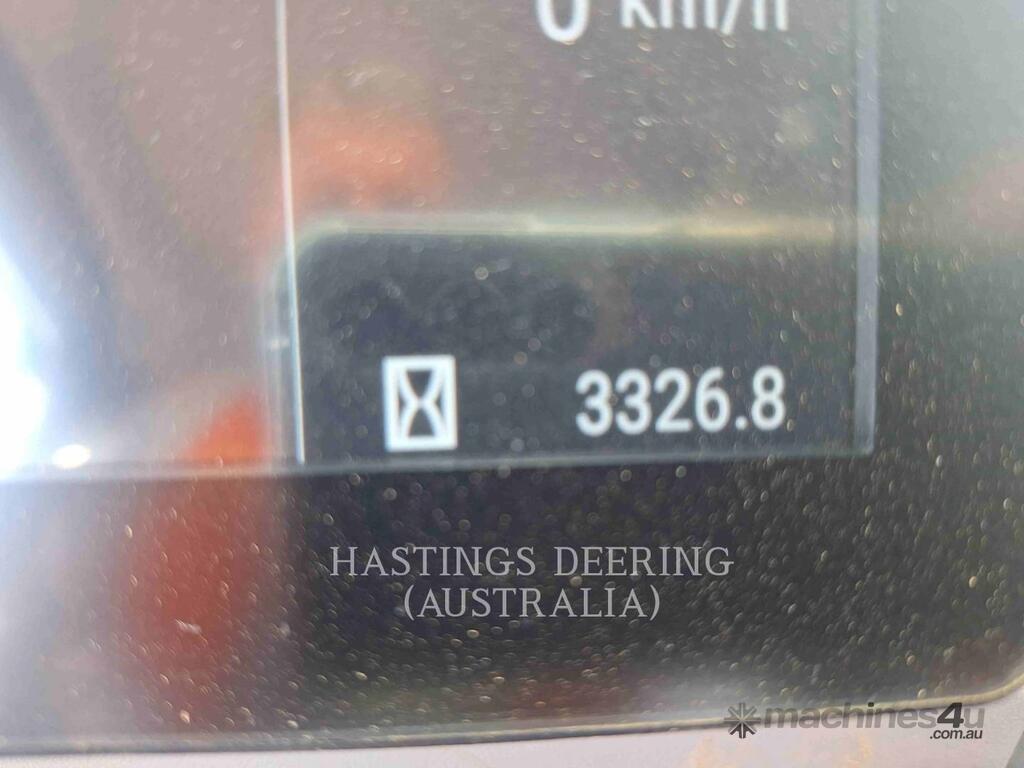 0 km/h
3326.8
HASTINGS DEERING
(AUSTRALIA)
machines4u
.com.au